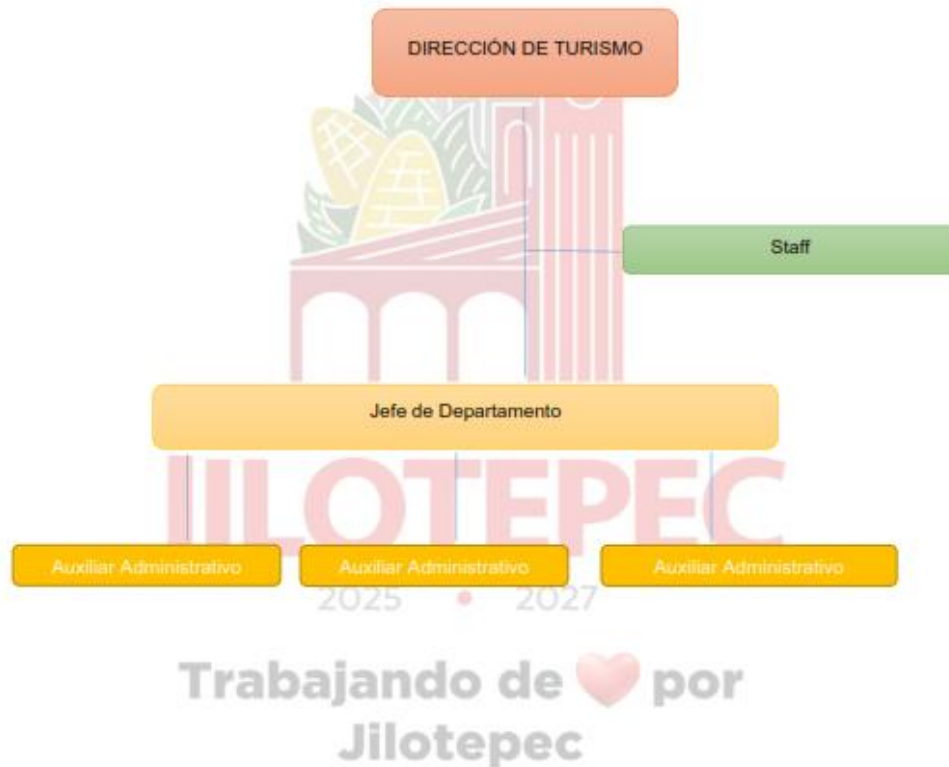 DIRECCIÓN DE TURISMO
Staff
Jefe de Departamento
JILOTEPEC
Auxiliar Administrativo Auxiliar Administrativo Auxiliar Administrativo
2025 • 2027
Trabajando de ❤ por
Jilotepec